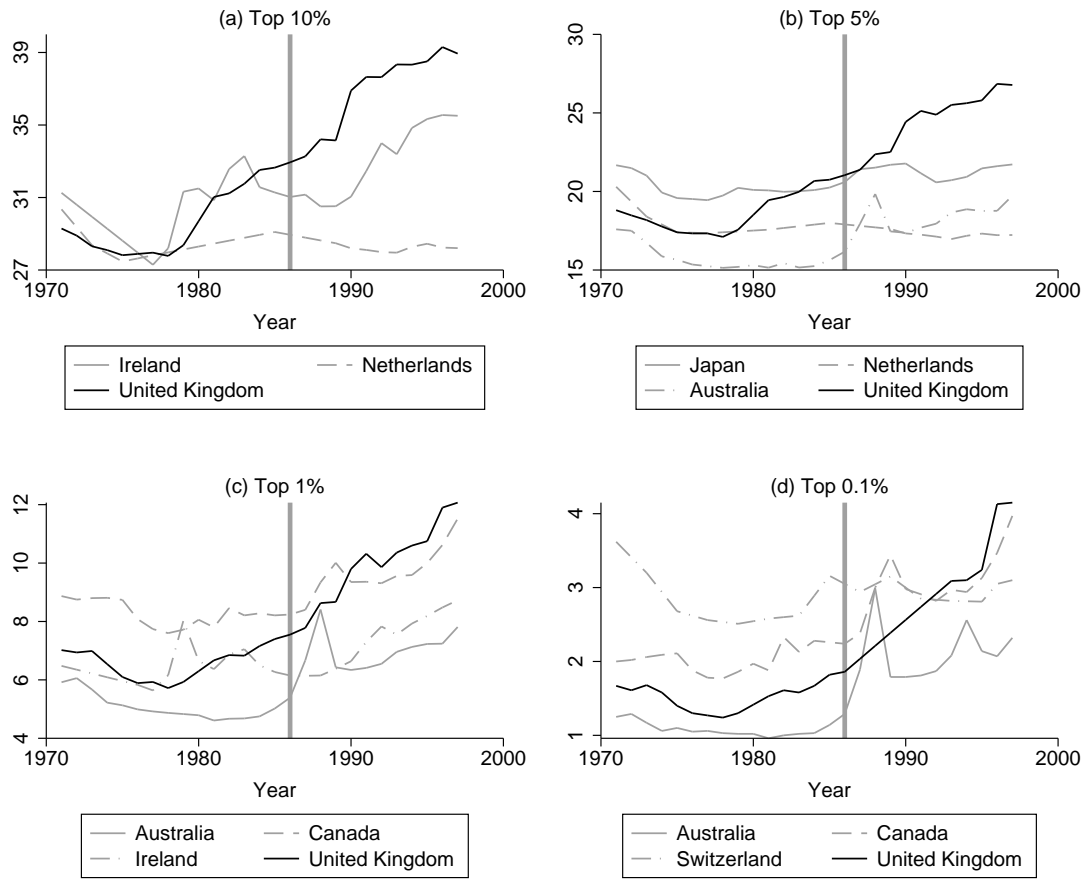 (a) Top 10%
39
35
31
27
1970 1980 1990 2000
Year
Ireland Netherlands
United Kingdom
(b) Top 5%
30
25
20
15
1970 1980 1990 2000
Year
Japan Netherlands
Australia United Kingdom
(c) Top 1%
12
10
8
6
4
1970 1980 1990 2000
Year
Australia Canada
Ireland United Kingdom
(d) Top 0.1%
4
3
2
1
1970 1980 1990 2000
Year
Australia Canada
Switzerland United Kingdom